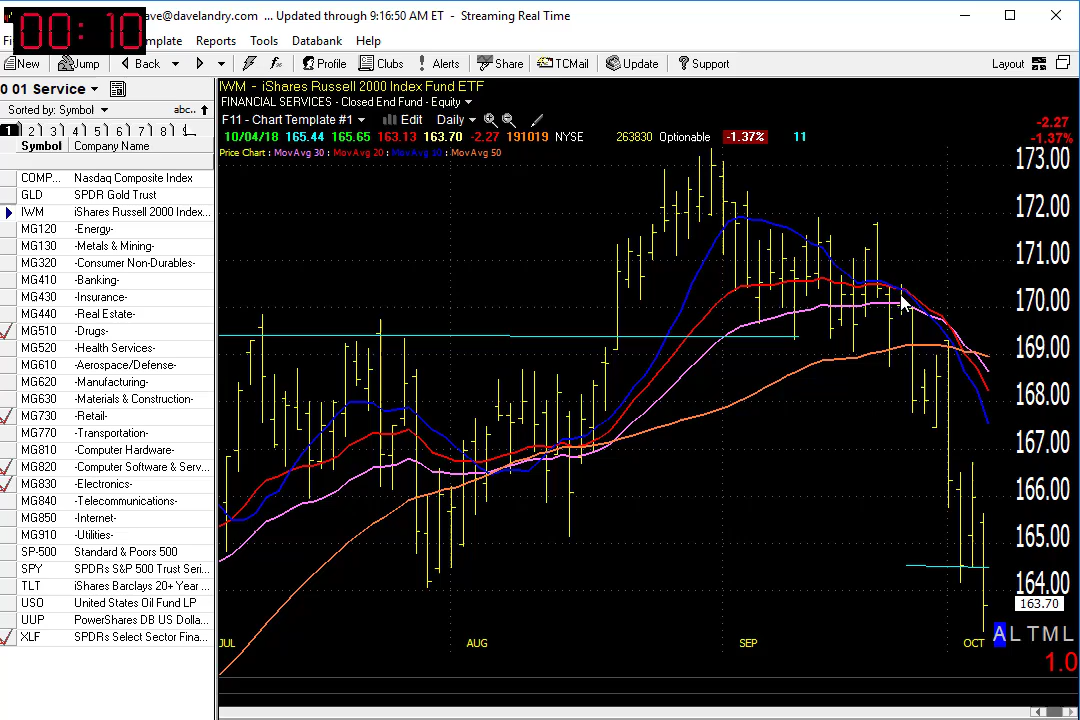 ave@davelandry.com ... Updated through 9:16:50 AM ET - Streaming Real Time
00:10
Fi mplate Reports Tools Databank Help
New Jump Back Profile Clubs Alerts Share TCMail Update Support Layout
0 01 Service
Sorted by: Symbol abc..
1 2 3 4 5 6 7 8 L
Symbol Company Name
COMP... Nasdaq Composite Index
GLD SPDR Gold Trust
IWM iShares Russell 2000 Index...
MG120 -Energy-
MG130 -Metals & Mining-
MG320 -Consumer Non-Durables-
MG410 -Banking-
MG430 -Insurance-
MG440 -Real Estate-
MG510 -Drugs-
MG520 -Health Services-
MG610 -Aerospace/Defense-
MG620 -Manufacturing-
MG630 -Materials & Construction-
MG730 -Retail-
MG770 -Transportation-
MG810 -Computer Hardware-
MG820 -Computer Software & Serv...
MG830 -Electronics-
MG840 -Telecommunications-
MG850 -Internet-
MG910 -Utilities-
SP-500 Standard & Poors 500
SPY SPDRs S&P 500 Trust Seri...
TLT iShares Barclays 20+ Year ...
USO United States Oil Fund LP
UUP PowerShares DB US Dolla...
XLF SPDRs Select Sector Fina...
IWM - iShares Russell 2000 Index Fund ETF
FINANCIAL SERVICES - Closed End Fund - Equity
F11 - Chart Template #1 Edit Daily
10/04/18 165.44 165.65 163.13 163.70 -2.27 191019 NYSE 263830 Optionable -1.37% 11
Price Chart : MovAvg 30 : MovAvg 20 : MovAvg 10 : MovAvg 50
-2.27
-1.37%
173.00
172.00
171.00
170.00
169.00
168.00
167.00
166.00
165.00
164.00
163.70
JUL AUG SEP OCT
A L T M L
1.0